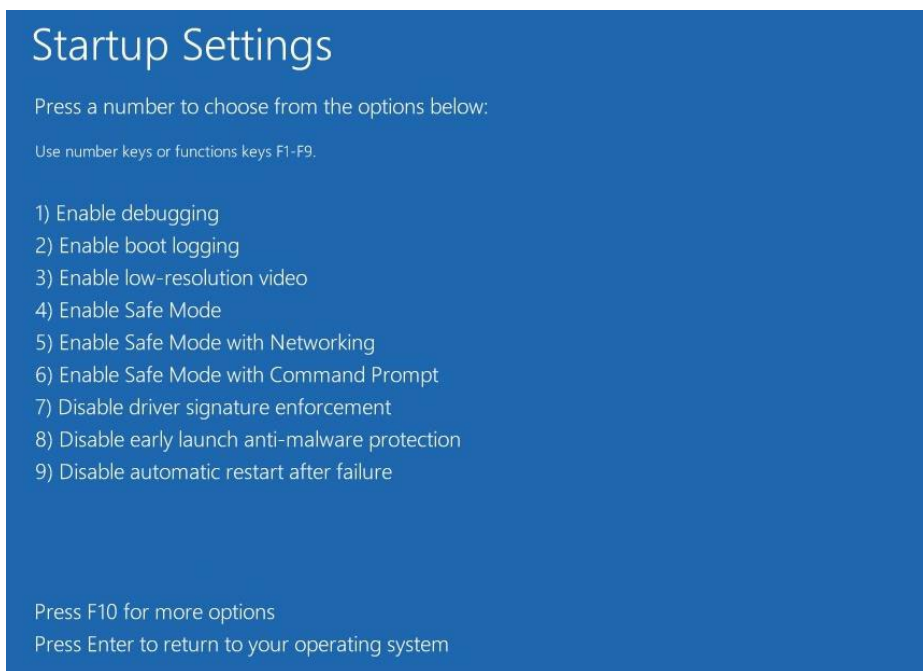 Startup Settings
Press a number to choose from the options below:
Use number keys or functions keys F1-F9.
1) Enable debugging
2) Enable boot logging
3) Enable low-resolution video
4) Enable Safe Mode
5) Enable Safe Mode with Networking
6) Enable Safe Mode with Command Prompt
7) Disable driver signature enforcement
8) Disable early launch anti-malware protection
9) Disable automatic restart after failure
Press F10 for more options
Press Enter to return to your operating system